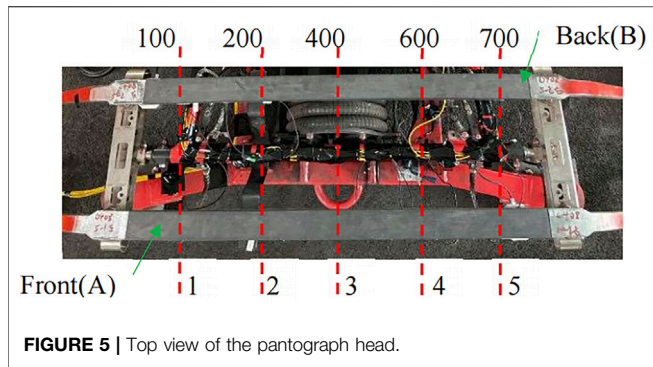 100 200 400 600 700 Back(B)
Front(A) 1 2 3 4 5
FIGURE 5 | Top view of the pantograph head.